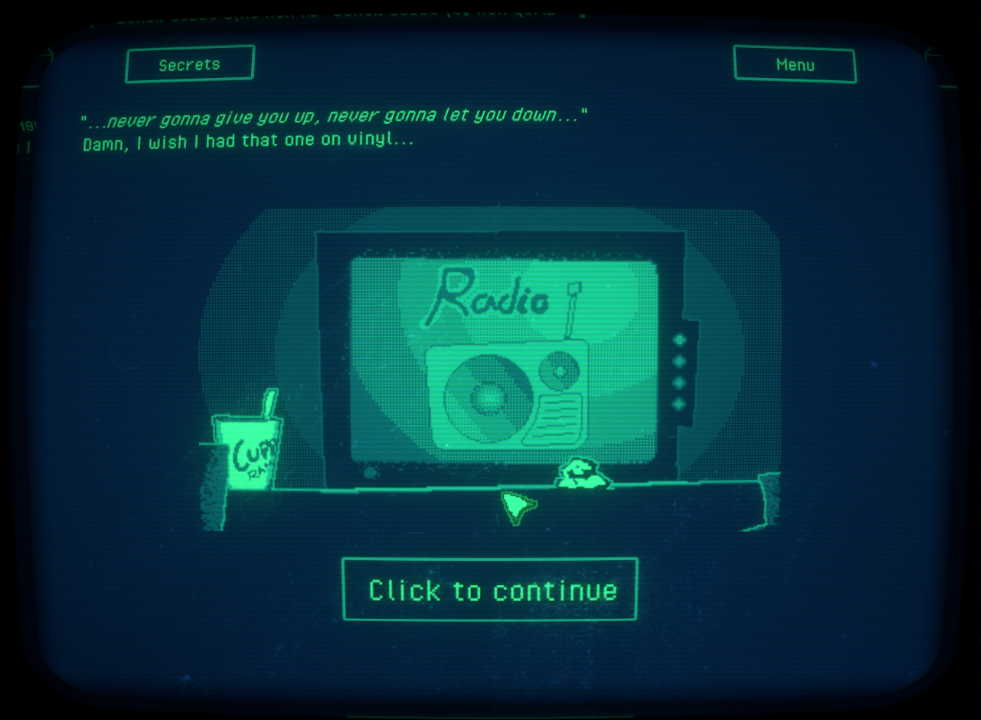 Secrets
Menu
"...never gonna give you up, never gonna let you down..."
Damn, I wish I had that one on vinyl...
Radio
Click to continue